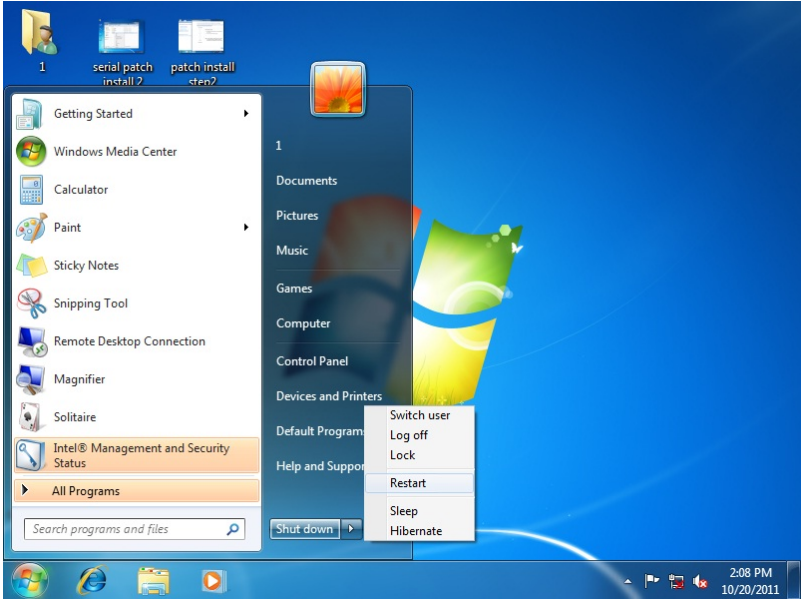 1
serial patch
install 2
patch install
step2
Getting Started
Windows Media Center
Calculator
Paint
Sticky Notes
Snipping Tool
Remote Desktop Connection
Magnifier
Solitaire
Intel® Management and Security
Status
All Programs
Search programs and files
1
Documents
Pictures
Music
Games
Computer
Control Panel
Devices and Printers
Default Program
Help and Suppor
Shut down
Switch user
Log off
Lock
Restart
Sleep
Hibernate
2:08 PM
10/20/2011